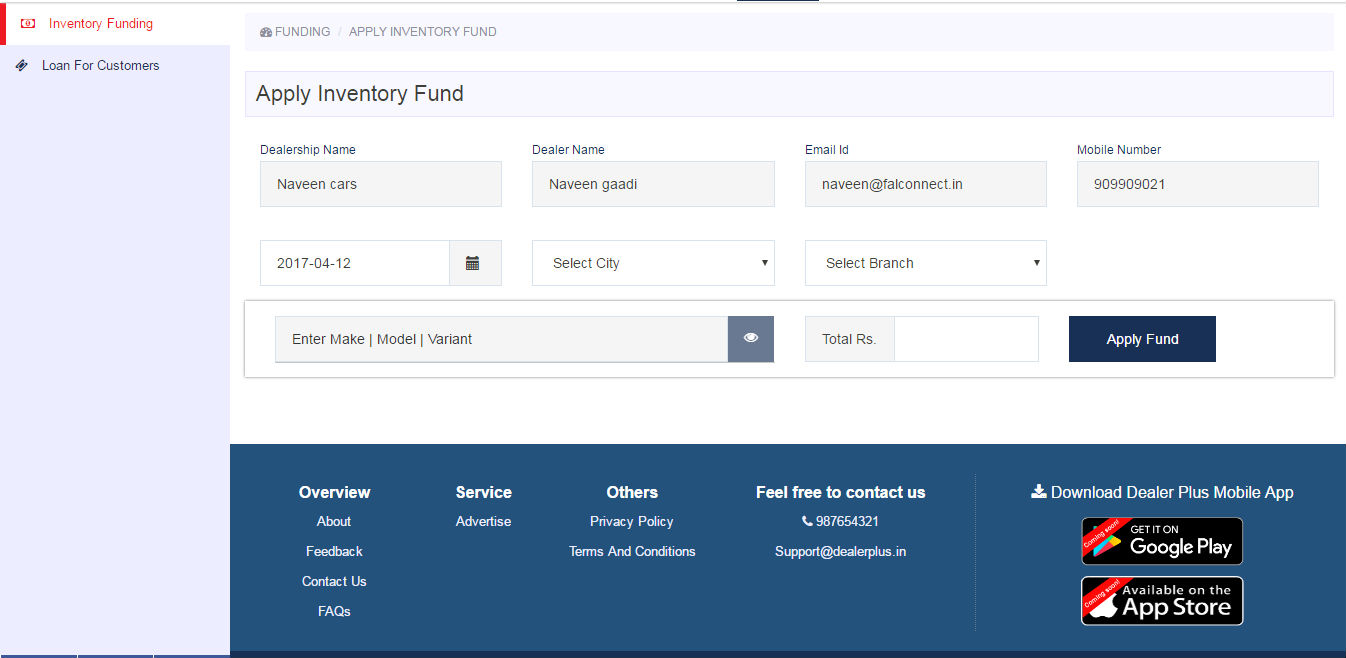 Inventory Funding
Loan For Customers
FUNDING / APPLY INVENTORY FUND
Apply Inventory Fund
Dealership Name Dealer Name Email Id Mobile Number
Naveen cars Naveen gaadi naveen@falconnect.in 909909021
2017-04-12 Select City Select Branch
Enter Make | Model | Variant Total Rs. Apply Fund
Overview Service Others Feel free to contact us Download Dealer Plus Mobile App
About Advertise Privacy Policy 987654321
Feedback Terms And Conditions Support@dealerplus.in
Contact Us
FAQs
Coming soon! GET IT ON
Google Play
Coming soon! Available on the
App Store